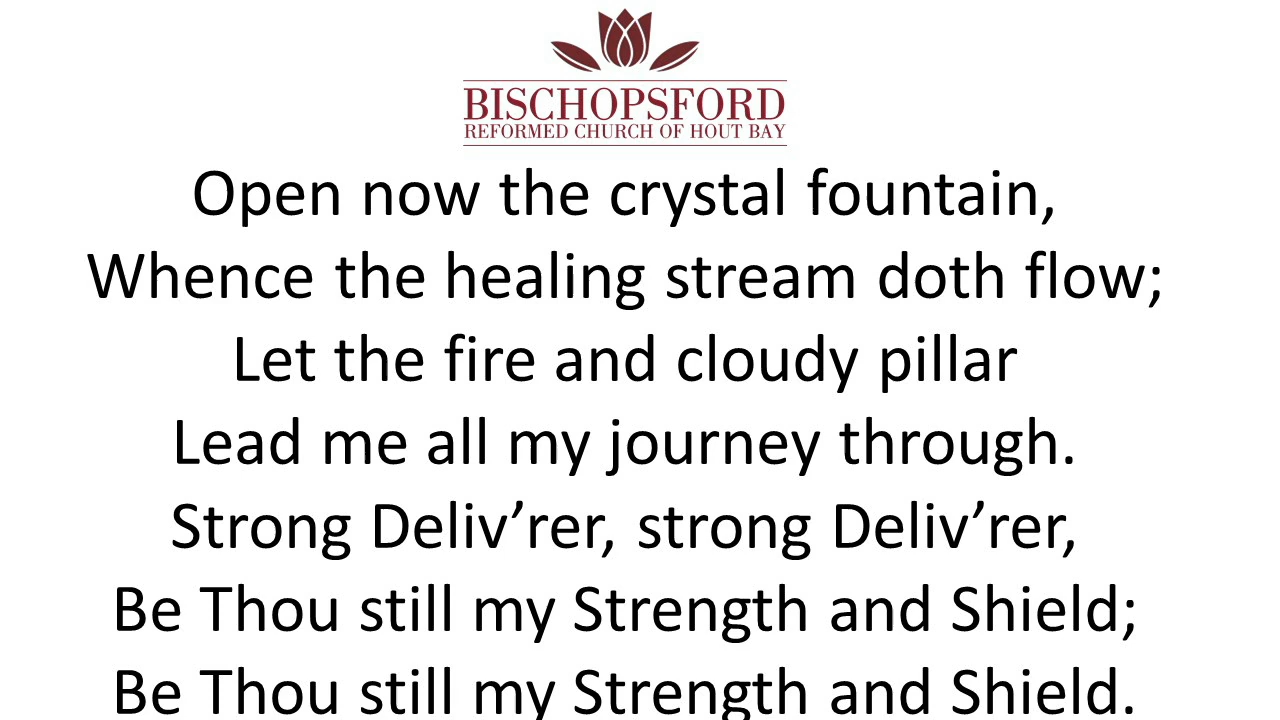 BISCHOPSFORD
REFORMED CHURCH OF HOUT BAY
Open now the crystal fountain,
Whence the healing stream doth flow;
Let the fire and cloudy pillar
Lead me all my journey through.
Strong Deliv’rer, strong Deliv’rer,
Be Thou still my Strength and Shield;
Be Thou still my Strength and Shield.